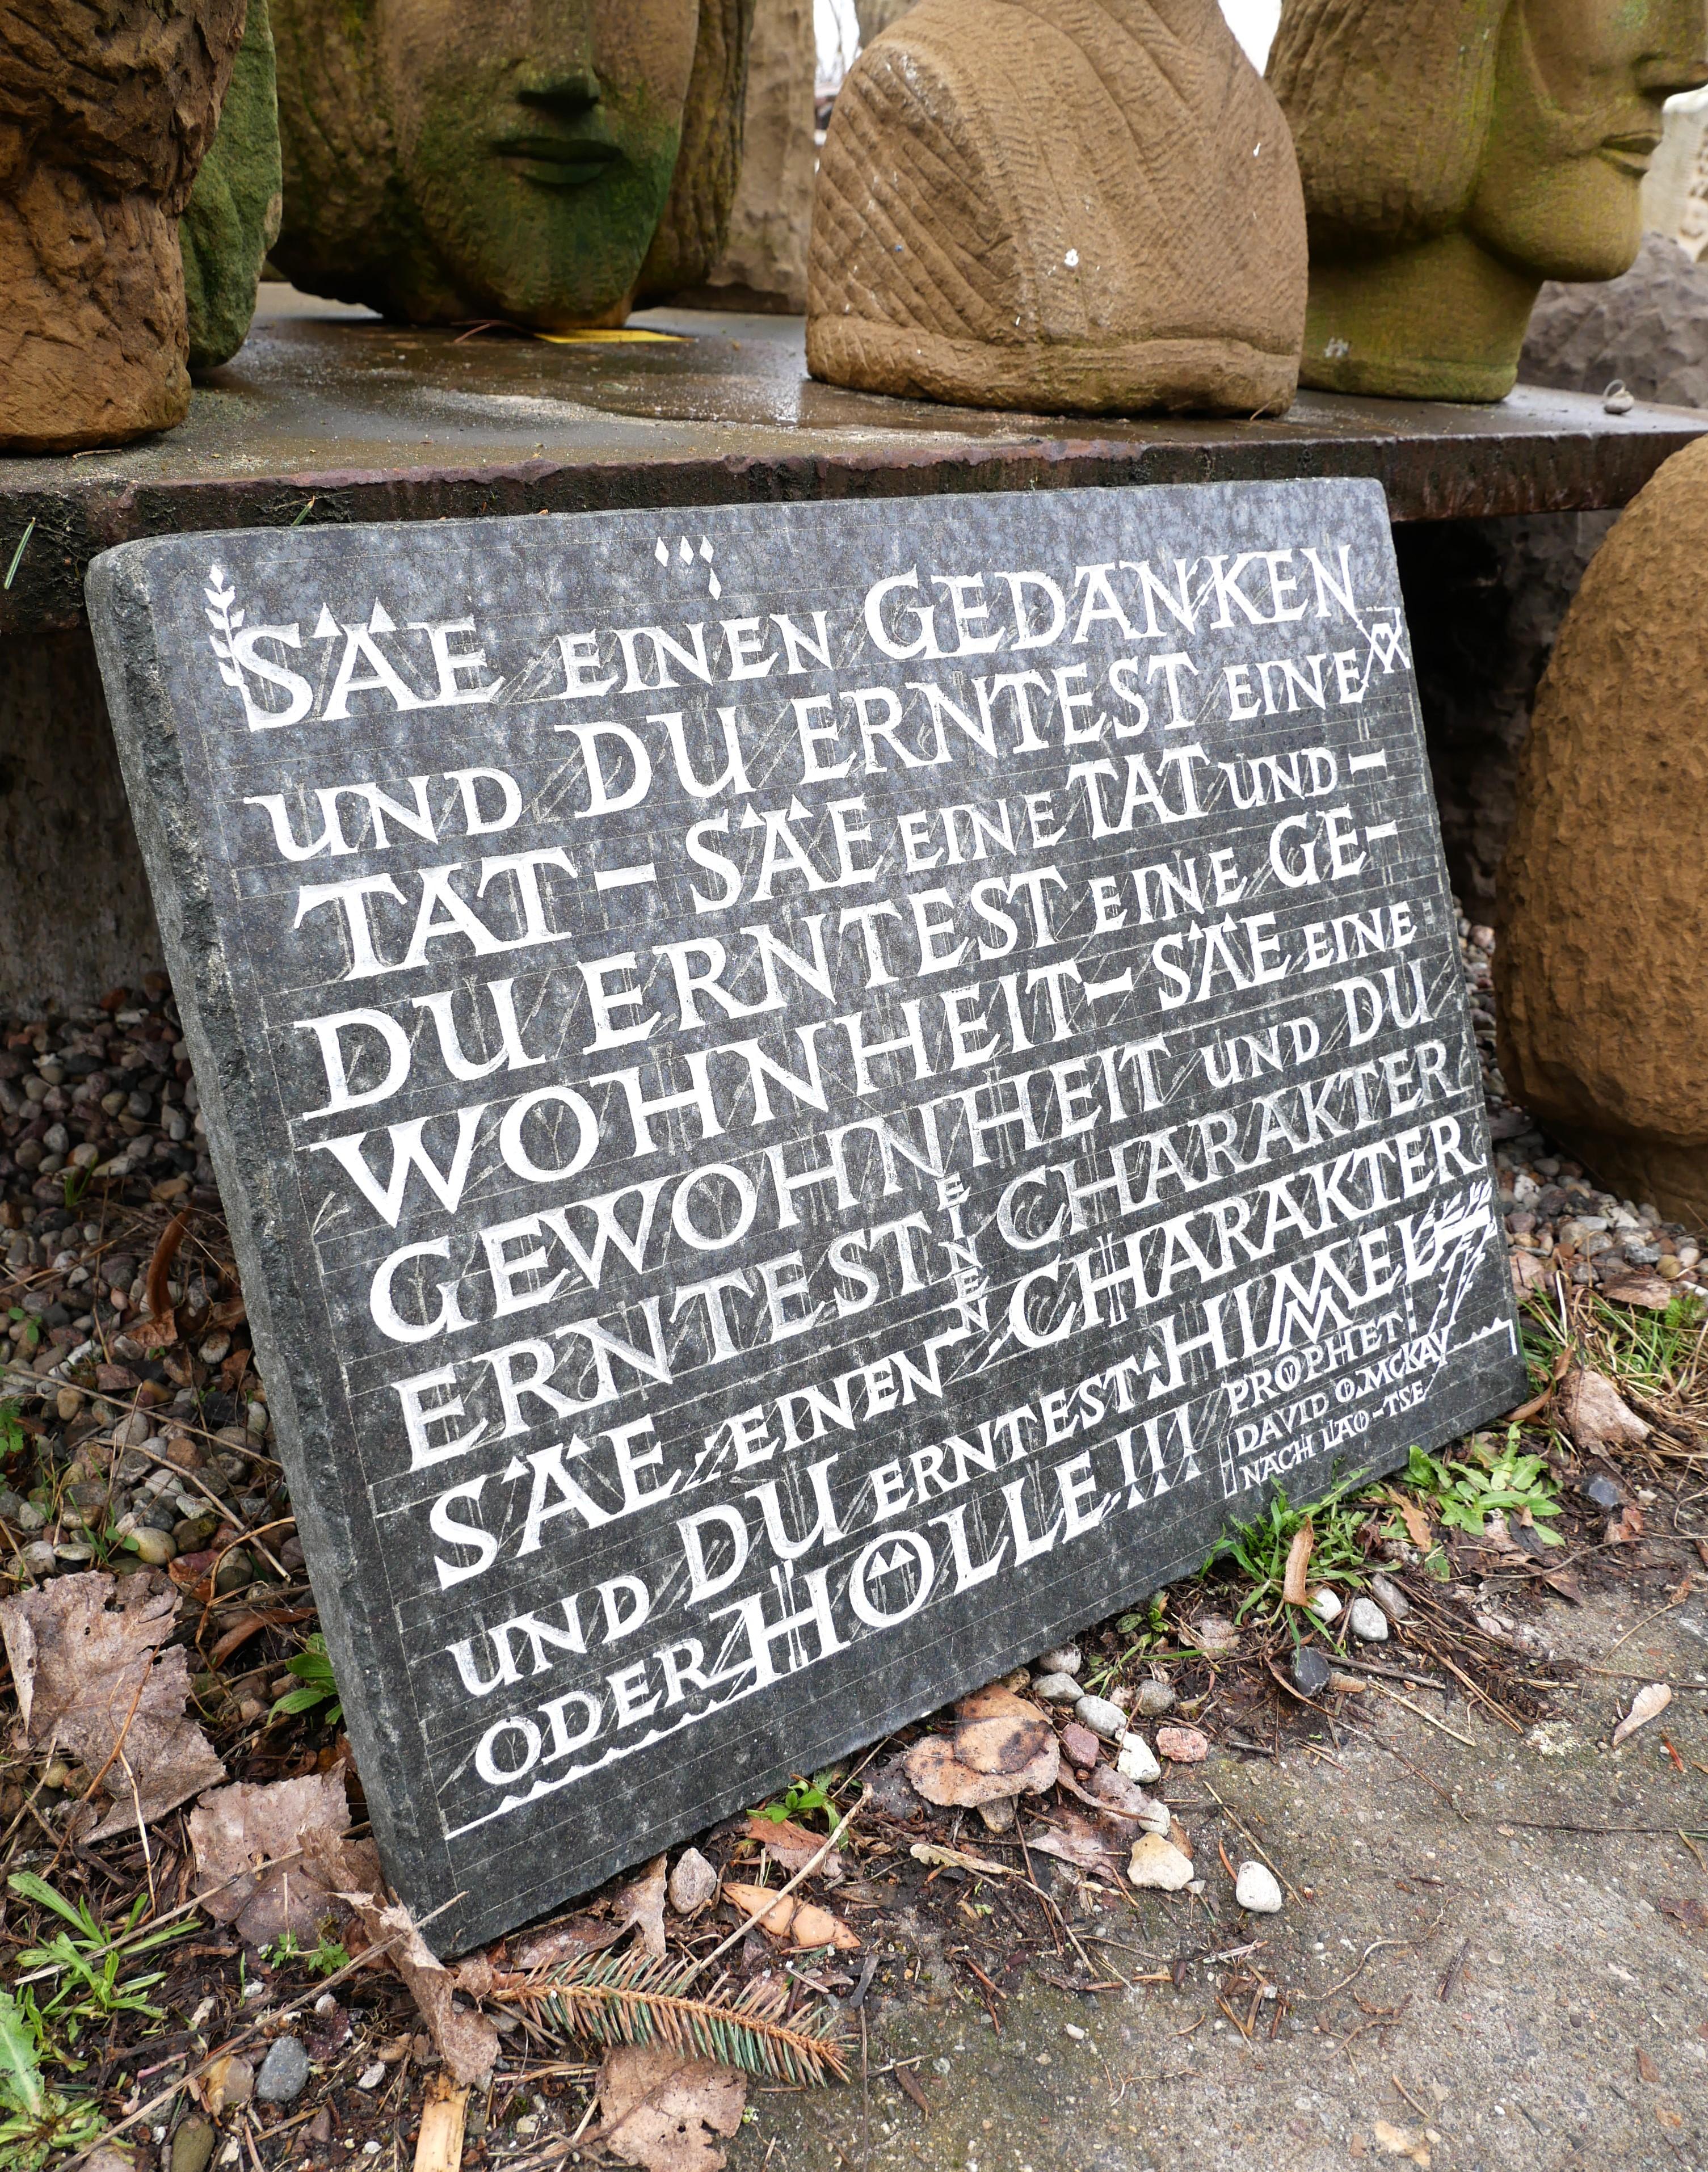 SÄE EINEN GEDANKEN
UND DU ERNTEST EINE
TAT – SÄE EINE TAT UND –
DU ERNTEST EINE GE-
WOHNHEIT – SÄE EINE
GEWOHNHEIT UND DU
ERNTEST EINEN CHARAKTER
SÄE EINEN CHARAKTER
UND DU ERNTEST HIMMEL
ODER HÖLLE !!!
PROPHET
DAVID O. MCKAY
NACH LAO-TSE